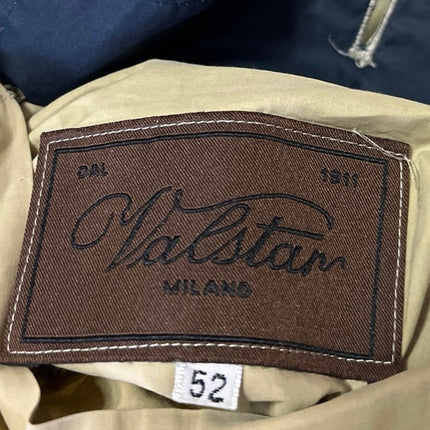 DAL 1911
Valstar
MILANO
52